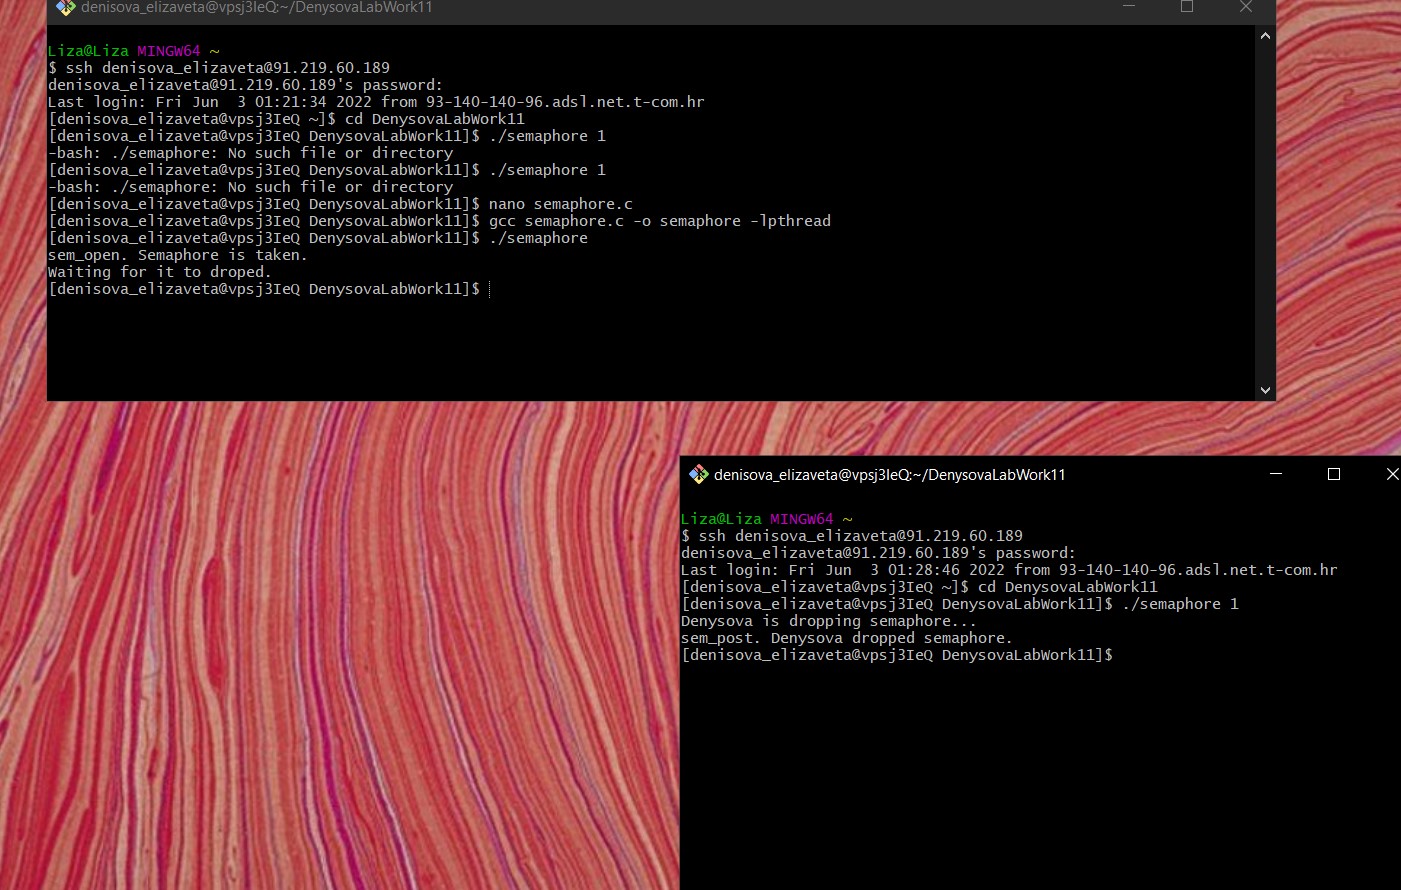 denisova_elizaveta@vpsj3IeQ:~/DenysovaLabWork11
Liza@Liza MINGW64 ~
$ ssh denisova_elizaveta@91.219.60.189
denisova_elizaveta@91.219.60.189's password:
Last login: Fri Jun  3 01:21:34 2022 from 93-140-140-96.adsl.net.t-com.hr
[denisova_elizaveta@vpsj3IeQ ~]$ cd DenysovaLabWork11
[denisova_elizaveta@vpsj3IeQ DenysovaLabWork11]$ ./semaphore 1
-bash: ./semaphore: No such file or directory
[denisova_elizaveta@vpsj3IeQ DenysovaLabWork11]$ ./semaphore 1
-bash: ./semaphore: No such file or directory
[denisova_elizaveta@vpsj3IeQ DenysovaLabWork11]$ nano semaphore.c
[denisova_elizaveta@vpsj3IeQ DenysovaLabWork11]$ gcc semaphore.c -o semaphore -lpthread
[denisova_elizaveta@vpsj3IeQ DenysovaLabWork11]$ ./semaphore
sem_open. Semaphore is taken.
Waiting for it to droped.
[denisova_elizaveta@vpsj3IeQ DenysovaLabWork11]$
denisova_elizaveta@vpsj3IeQ:~/DenysovaLabWork11
Liza@Liza MINGW64 ~
$ ssh denisova_elizaveta@91.219.60.189
denisova_elizaveta@91.219.60.189's password:
Last login: Fri Jun  3 01:28:46 2022 from 93-140-140-96.adsl.net.t-com.hr
[denisova_elizaveta@vpsj3IeQ ~]$ cd DenysovaLabWork11
[denisova_elizaveta@vpsj3IeQ DenysovaLabWork11]$ ./semaphore 1
Denysova is dropping semaphore...
sem_post. Denysova dropped semaphore.
[denisova_elizaveta@vpsj3IeQ DenysovaLabWork11]$